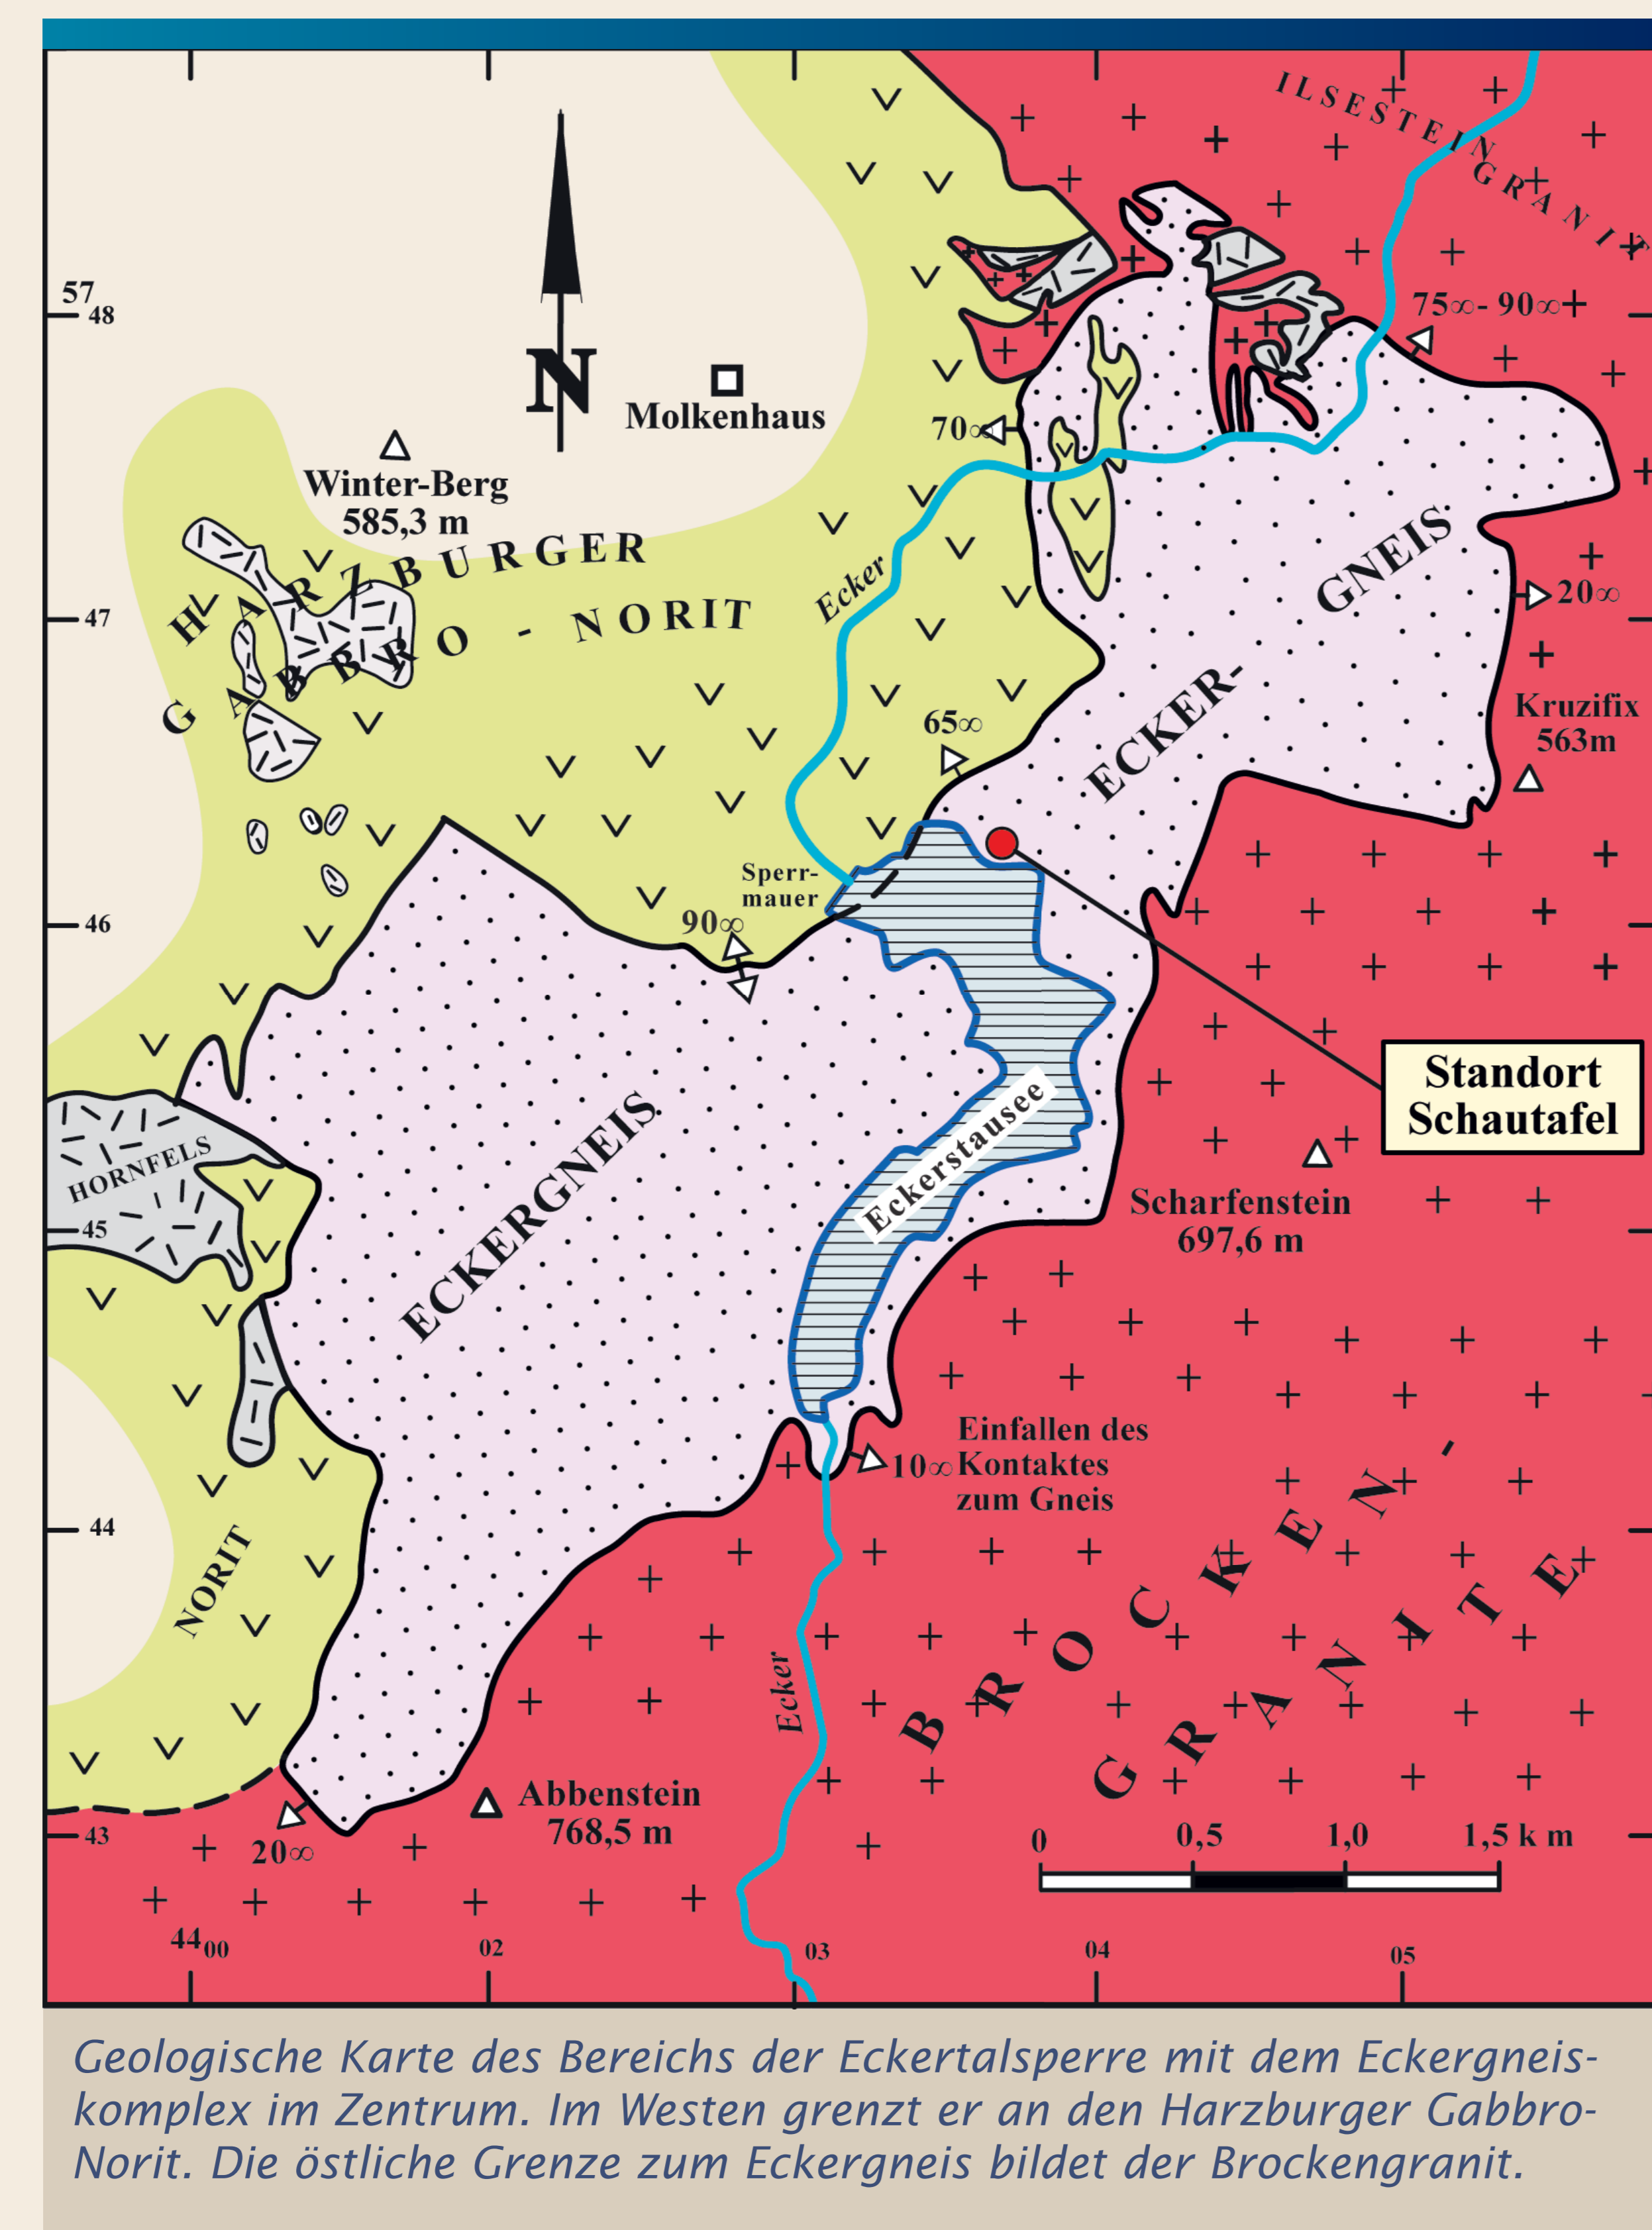 ILSESTEIN
GRANIT
57
48
75∞- 90∞
N
Molkenhaus
70∞
Winter-Berg
585,3 m
HARZBURGER
GABBRO - NORIT
Ecker
47
GNEIS
20∞
ECKER-
Kruzifix
563m
65∞
Sperr-
mauer
90∞
46
Standort
Schautafel
Eckerstausee
HORNFELS
ECKERGNEIS
Scharfenstein
697,6 m
45
Einfallen des
10∞ Kontaktes
zum Gneis
44
NORIT
BROCKEN -
GRANITE
Ecker
Abbenstein
768,5 m
43
20∞
0 0,5 1,0 1,5 k m
44 00 02 03 04 05
Geologische Karte des Bereichs der Eckertalsperre mit dem Eckergneis-
komplex im Zentrum. Im Westen grenzt er an den Harzburger Gabbro-
Norit. Die östliche Grenze zum Eckergneis bildet der Brockengranit.